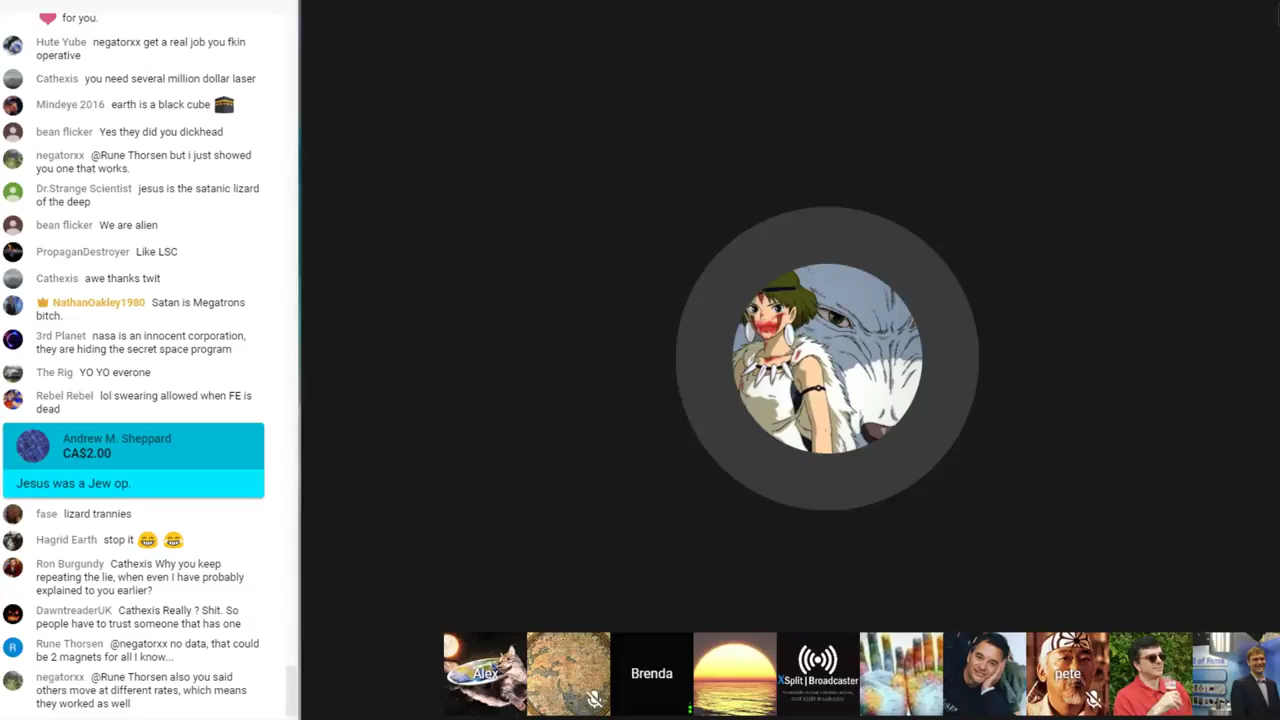 for you.
Hute Yube negatorxx get a real job you fkin
operative
Cathexis you need several million dollar laser
Mindeye 2016 earth is a black cube
bean flicker Yes they did you dickhead
negatorxx @Rune Thorsen but i just showed
you one that works.
Dr.Strange Scientist jesus is the satanic lizard
of the deep
bean flicker We are alien
PropaganDestroyer Like LSC
Cathexis awe thanks twit
NathanOakley1980 Satan is Megatrons
bitch.
3rd Planet nasa is an innocent corporation,
they are hiding the secret space program
The Rig YO YO everone
Rebel Rebel lol swearing allowed when FE is
dead
Andrew M. Sheppard
CA$2.00
Jesus was a Jew op.
fase lizard trannies
Hagrid Earth stop it
Ron Burgundy Cathexis Why you keep
repeating the lie, when even I have probably
explained to you earlier?
DawntreaderUK Cathexis Really ? Shit. So
people have to trust someone that has one
Rune Thorsen @negatorxx no data, that could
be 2 magnets for all I know...
negatorxx @Rune Thorsen also you said
others move at different rates, which means
they worked as well
R
Alex
Brenda
XSplit|Broadcaster
pete